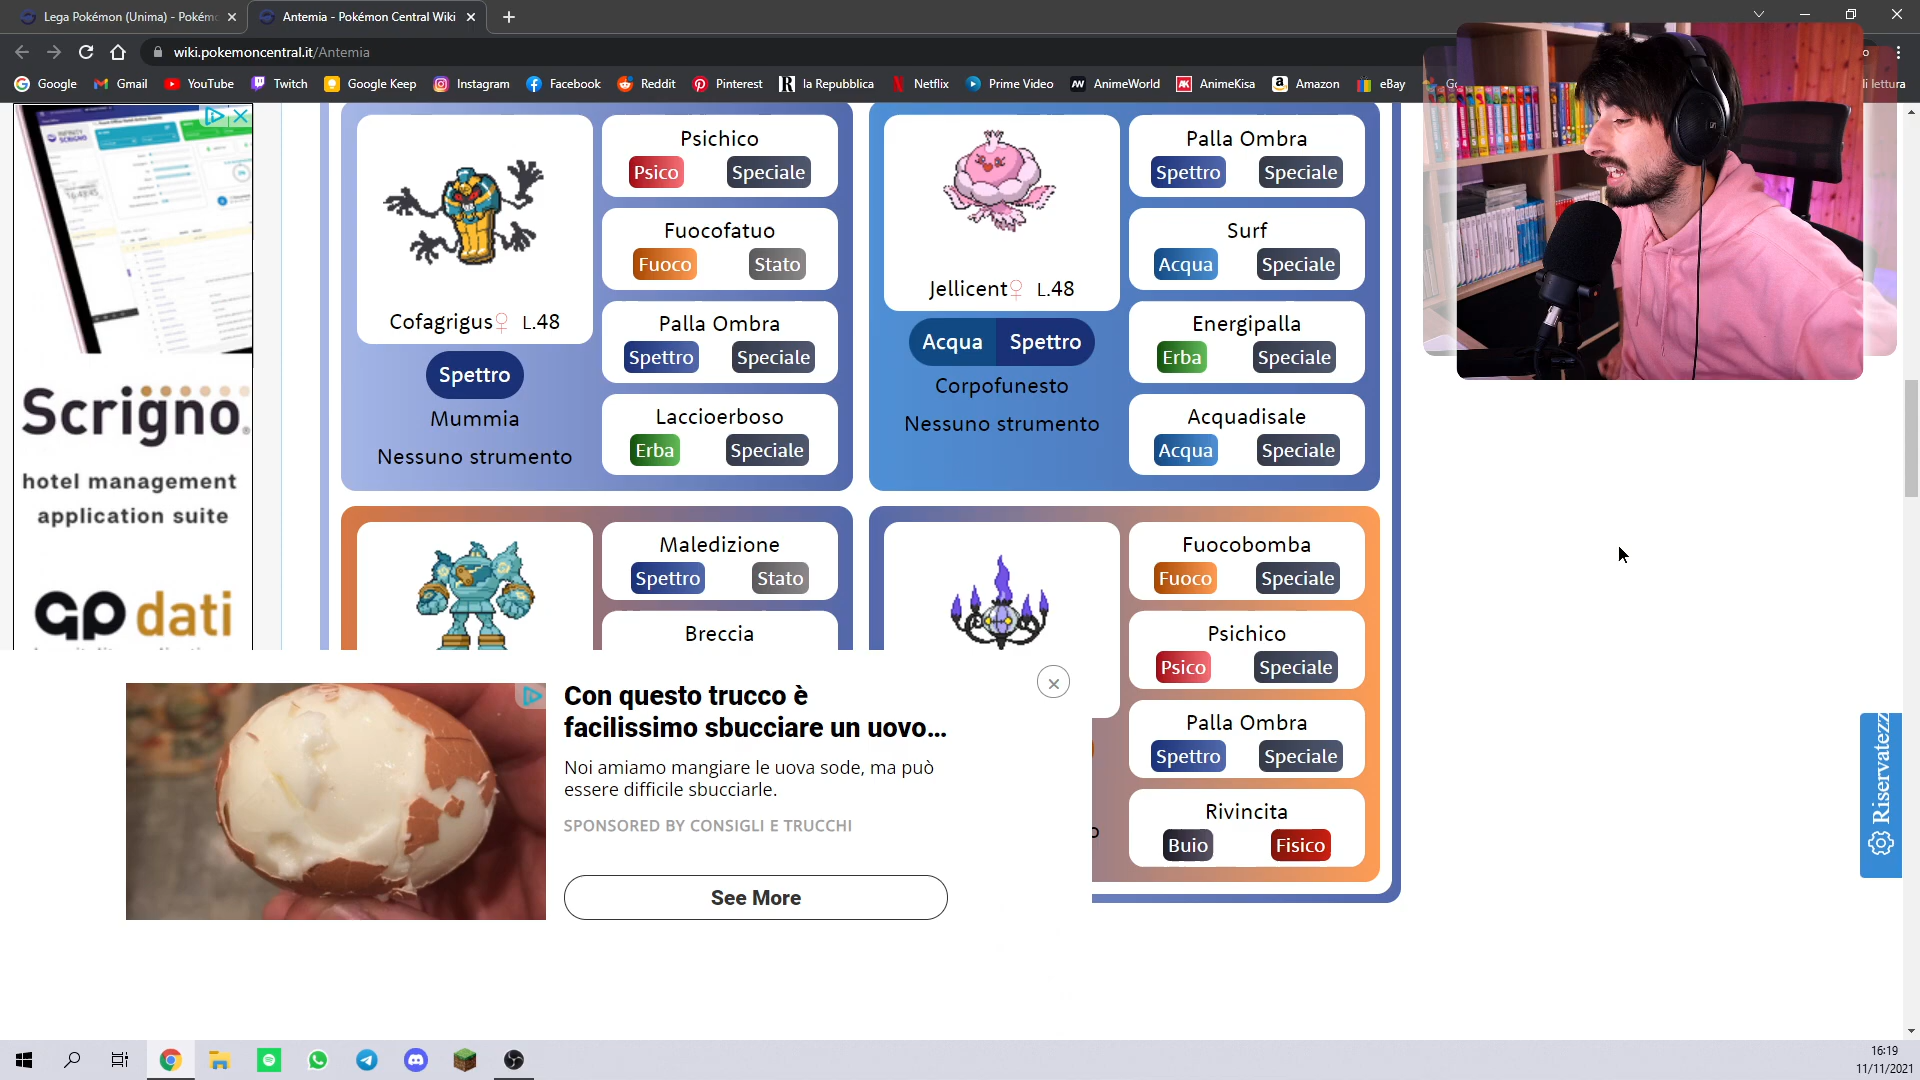 Lega Pokémon (Unima) - Pokém
Antemia - Pokémon Central Wiki
wiki.pokemoncentral.it/Antemia
Google
Gmail
YouTube
Twitch
Google Keep
Instagram
Facebook
Reddit
Pinterest
la Repubblica
Netflix
Prime Video
AnimeWorld
AnimeKisa
Amazon
eBay
li lettura
Cofagrigus♀ L.48
Spettro
Mummia
Nessuno strumento
Psichico
Psico Speciale
Fuocofatuo
Fuoco Stato
Palla Ombra
Spettro Speciale
Laccioerboso
Erba Speciale
Jellicent♀ L.48
Acqua Spettro
Corpofunesto
Nessuno strumento
Palla Ombra
Spettro Speciale
Surf
Acqua Speciale
Energipalla
Erba Speciale
Acquadisale
Acqua Speciale
Maledizione
Spettro Stato
Breccia
Fuocobomba
Fuoco Speciale
Psichico
Psico Speciale
Palla Ombra
Spettro Speciale
Rivincita
Buio Fisico
Scrigno
hotel management
application suite
GP dati
Con questo trucco è
facilissimo sbucciare un uovo...
Noi amiamo mangiare le uova sode, ma può
essere difficile sbucciarle.
SPONSORED BY CONSIGLI E TRUCCHI
See More
Riservatezz
16:19
11/11/2021